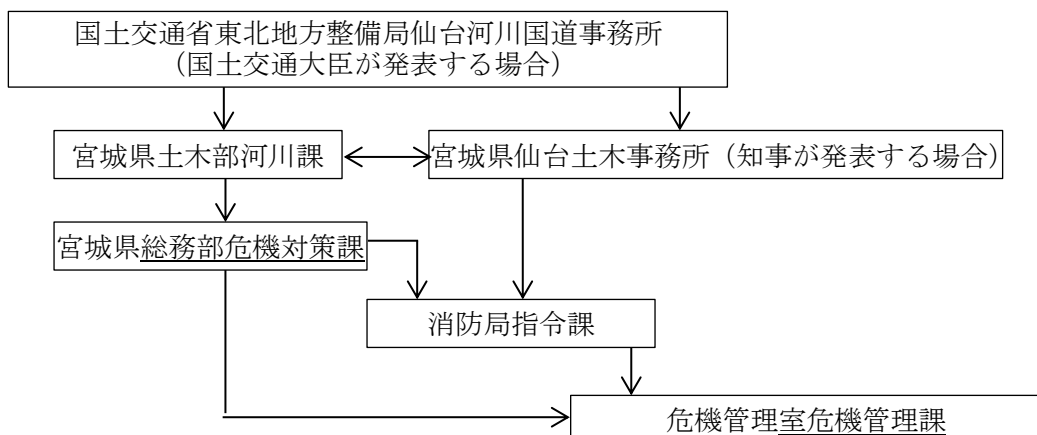 国土交通省東北地方整備局仙台河川国道事務所
（国土交通大臣が発表する場合）
宮城県土木部河川課
宮城県仙台土木事務所（知事が発表する場合）
宮城県総務部危機対策課
消防局指令課
危機管理室危機管理課